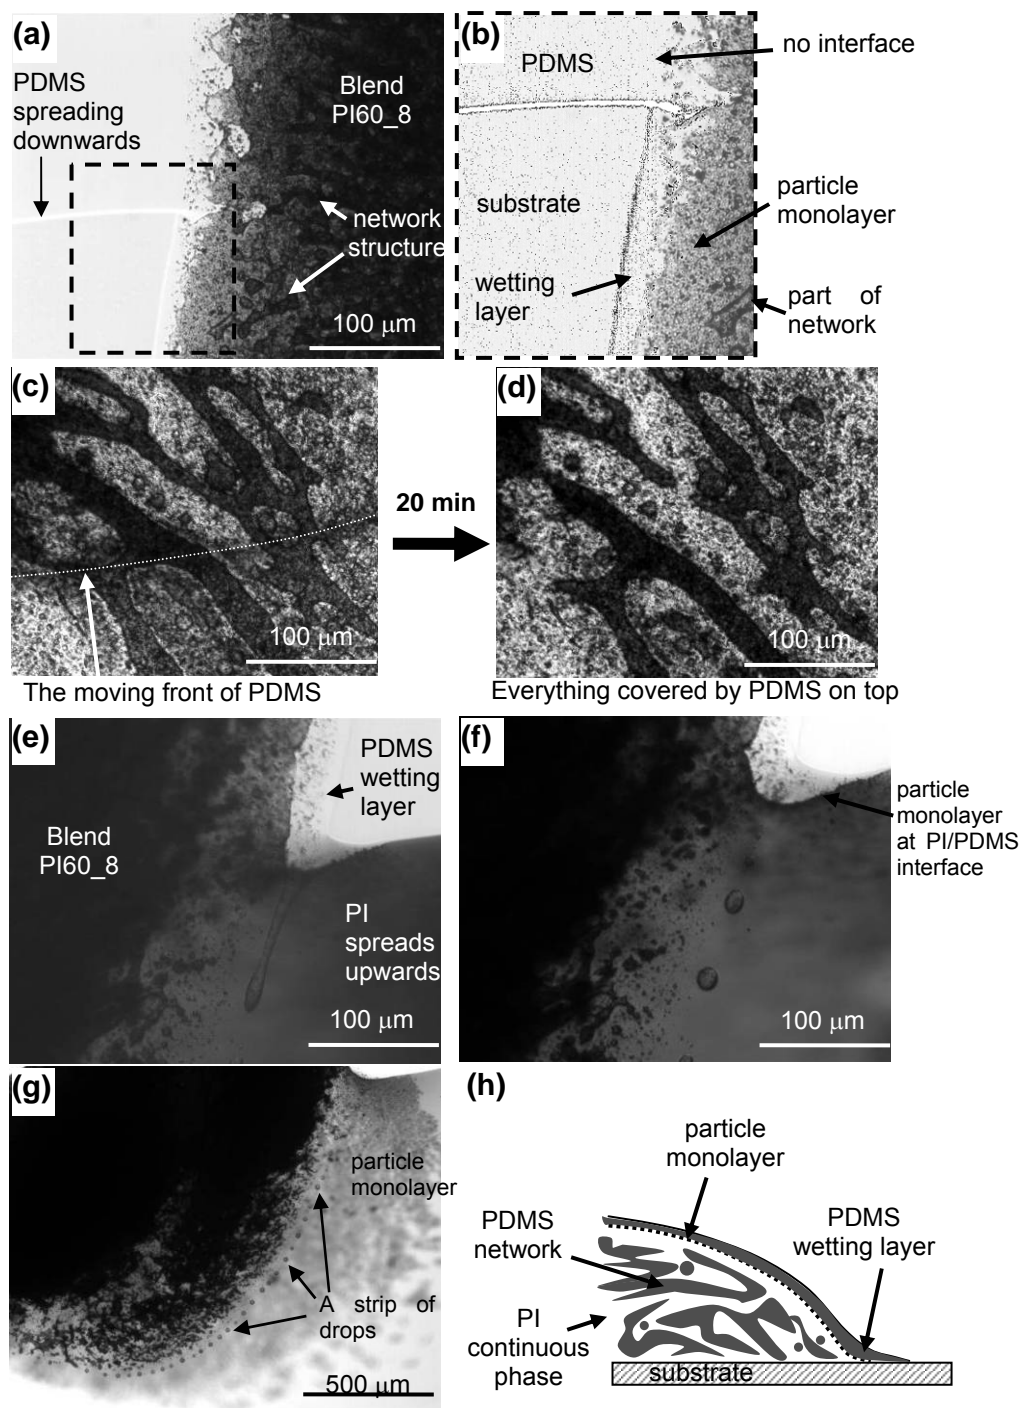 (a)
PDMS
spreading
downwards
Blend
PI60_8
network
structure
100 μm
(b)
PDMS
no interface
substrate
particle
monolayer
wetting
layer
part of
network
(c)
100 μm
The moving front of PDMS
20 min
(d)
100 μm
Everything covered by PDMS on top
(e)
PDMS
wetting
layer
Blend
PI60_8
PI
spreads
upwards
100 μm
(f)
particle
monolayer
at PI/PDMS
interface
100 μm
(g)
particle
monolayer
A strip of
drops
500 μm
(h)
particle
monolayer
PDMS
network
PDMS
wetting layer
PI
continuous
phase
substrate